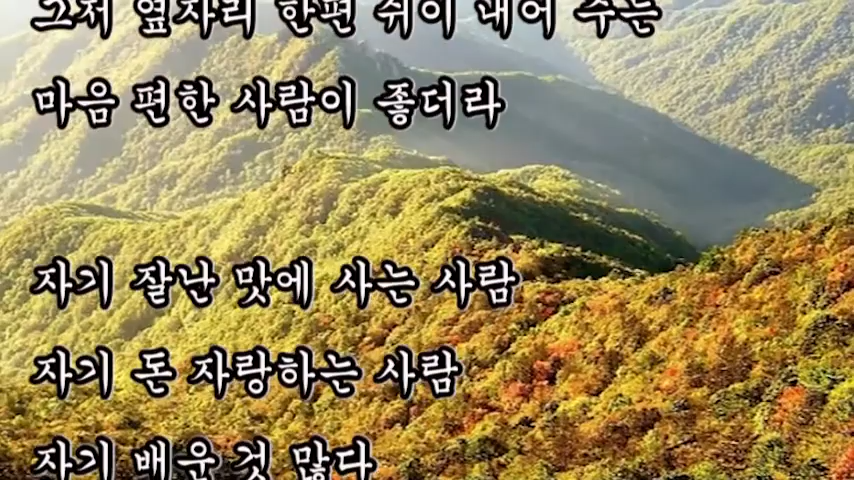 그저 옆자리 한편 쉬이 내어 주는
마음 편한 사람이 좋더라
자기 잘난 맛에 사는 사람
자기 돈 자랑하는 사람
자기 배운 것 많다